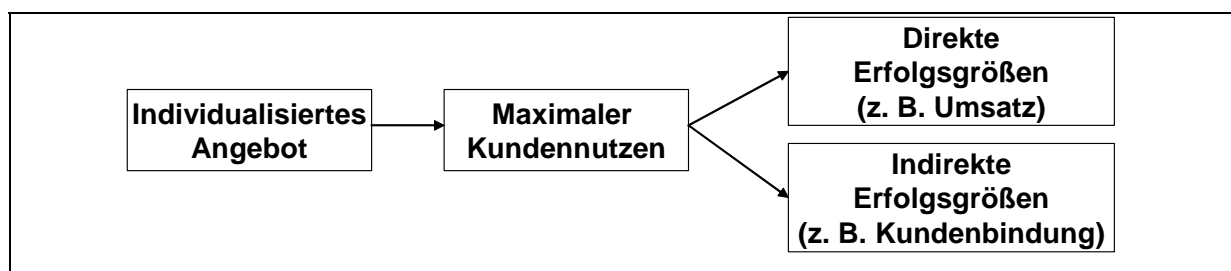 Individualisiertes
Angebot
Maximaler
Kundennutzen
Direkte
Erfolgsgrößen
(z. B. Umsatz)
Indirekte
Erfolgsgrößen
(z. B. Kundenbindung)